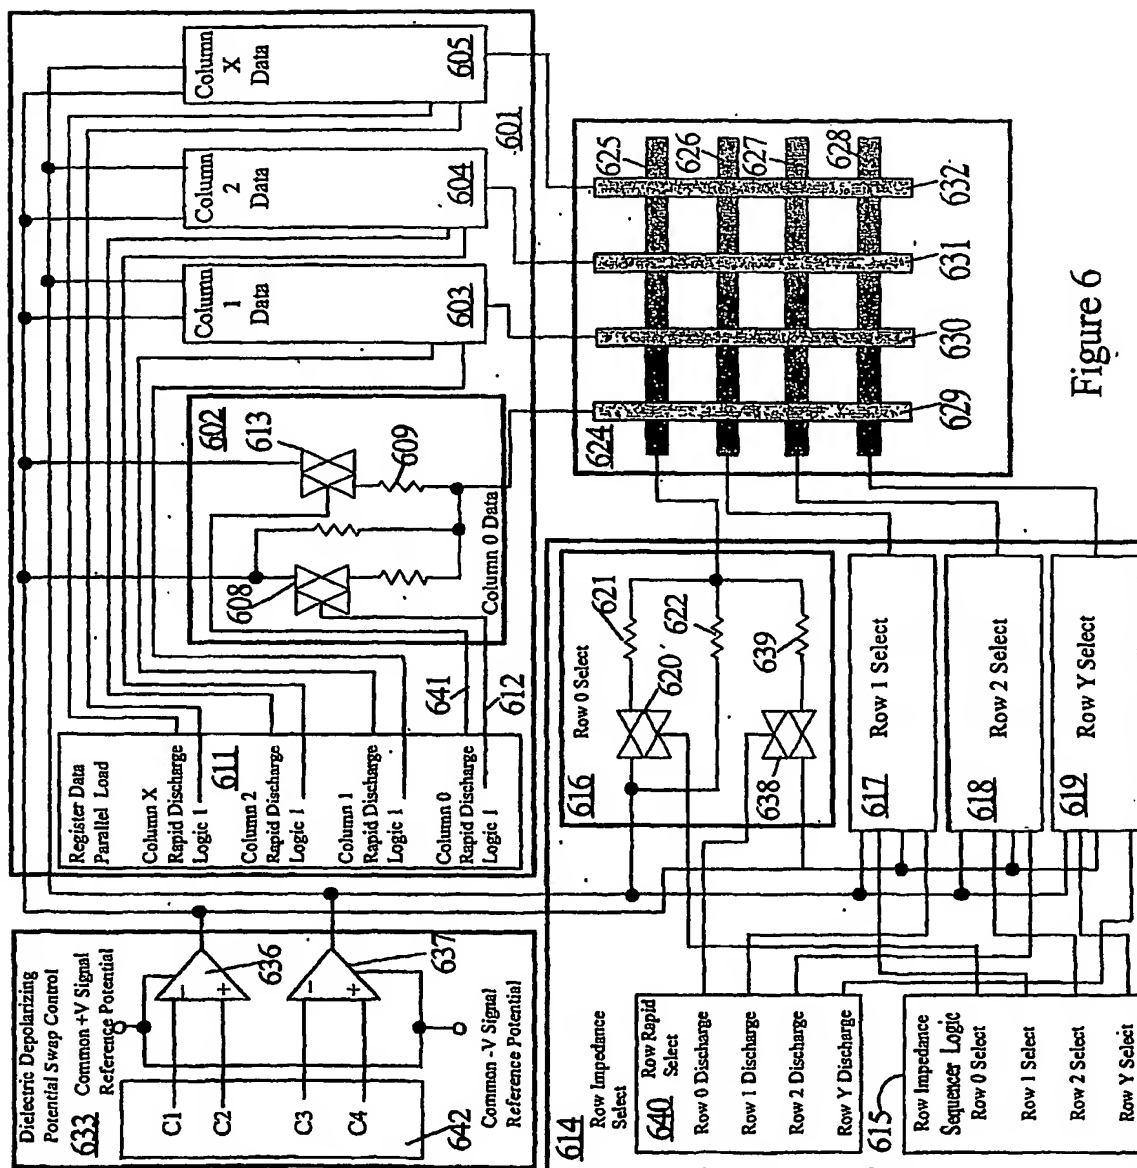 Dielectric Depolarizing
Potential Swap Control
633
Common +V Signal
Reference Potential
C1
C2
C3
C4
−
+
−
+
636
637
642
Common -V Signal
Reference Potential
Register Data
Parallel Load
Column X
Rapid Discharge
Logic 1
611
Column 2
Rapid Discharge
Logic 1
Column 1
Rapid Discharge
Logic 1
Column 0
Rapid Discharge
Logic 1
641
612
602
613
609
608
Column 0 Data
Column
1
Data
603
Column
2
Data
604
Column
X
Data
605
601
614
Row Impedance
Select
640
Row Rapid
Select
Row 0 Discharge
Row 1 Discharge
Row 2 Discharge
Row Y Discharge
615
Row Impedance
Sequencer Logic
Row 0 Select
Row 1 Select
Row 2 Select
Row Y Select
Row 0 Select
616
621
620
622
638
639
Row 1 Select
617
Row 2 Select
618
Row Y Select
619
624
625
626
627
628
629
630
631
632
Figure 6